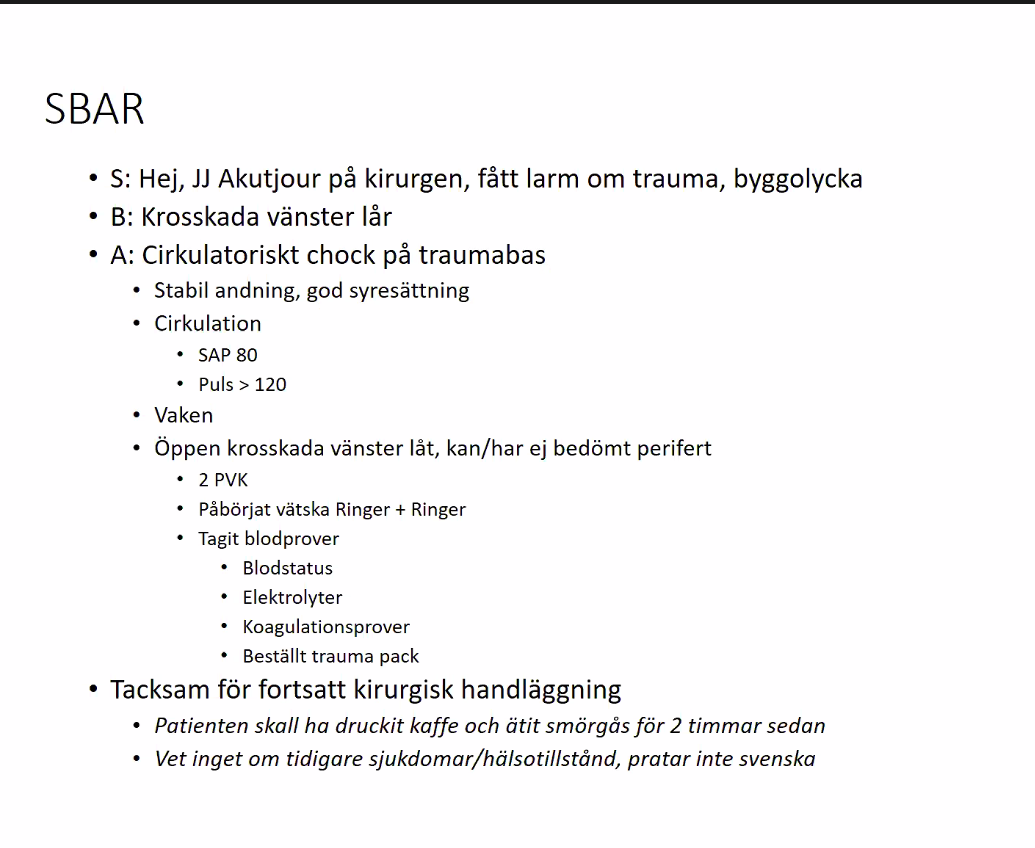 SBAR
• S: Hej, JJ Akutjour på kirurgen, fått larm om trauma, byggolycka
• B: Krosskada vänster lår
• A: Cirkulatoriskt chock på traumabas
• Stabil andning, god syresättning
• Cirkulation
• SAP 80
• Puls > 120
• Vaken
• Öppen krosskada vänster låt, kan/har ej bedömt perifert
• 2 PVK
• Påbörjat vätska Ringer + Ringer
• Tagit blodprover
• Blodstatus
• Elektrolyter
• Koagulationsprover
• Beställt trauma pack
• Tacksam för fortsatt kirurgisk handläggning
• Patienten skall ha druckit kaffe och ätit smörgås för 2 timmar sedan
• Vet inget om tidigare sjukdomar/hälsotillstånd, pratar inte svenska